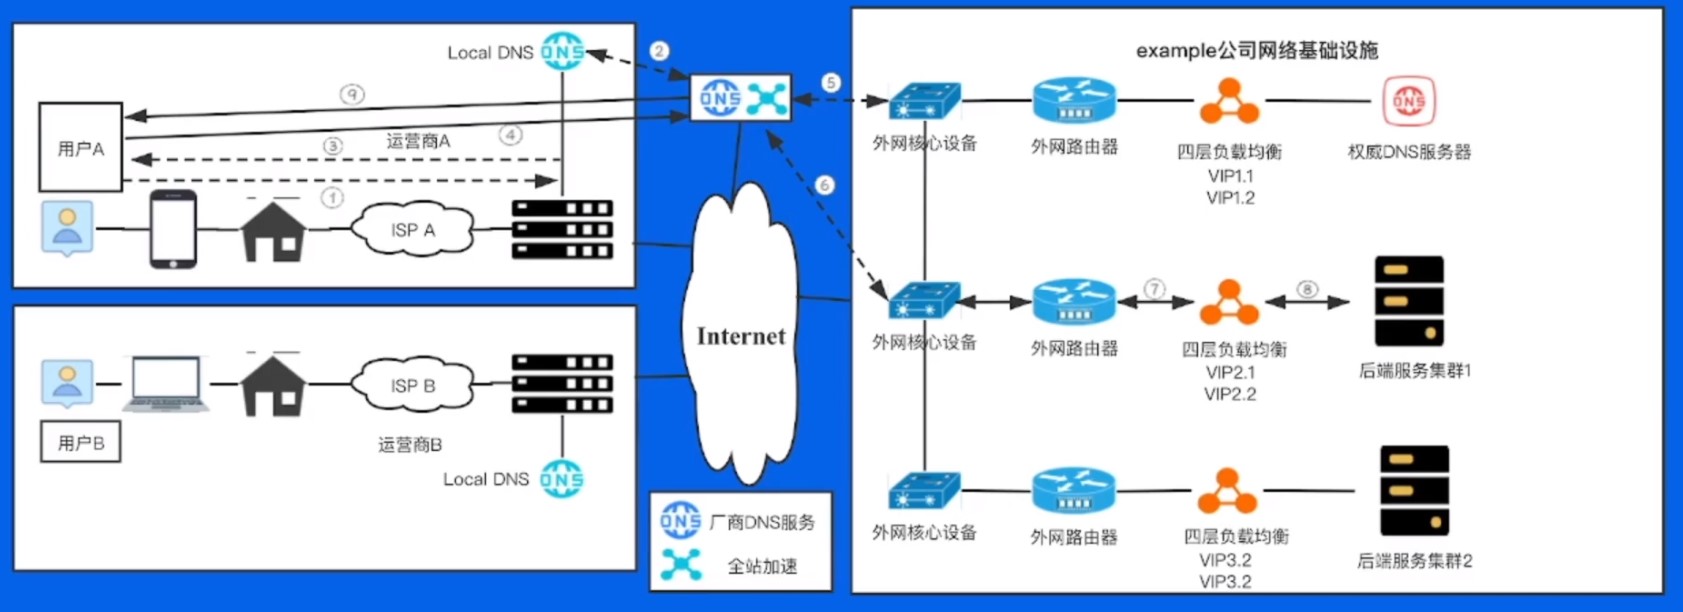 Local DNS
DNS
②
⑨
用户A
运营商A
④
③
①
ISP A
DNS
⑤
⑥
example公司网络基础设施
DNS
外网核心设备
外网路由器
四层负载均衡
VIP1.1
VIP1.2
权威DNS服务器
Internet
⑦
⑧
外网核心设备
外网路由器
四层负载均衡
VIP2.1
VIP2.2
后端服务集群1
ISP B
用户B
运营商B
Local DNS
DNS
DNS
厂商DNS服务
全站加速
外网核心设备
外网路由器
四层负载均衡
VIP3.2
VIP3.2
后端服务集群2